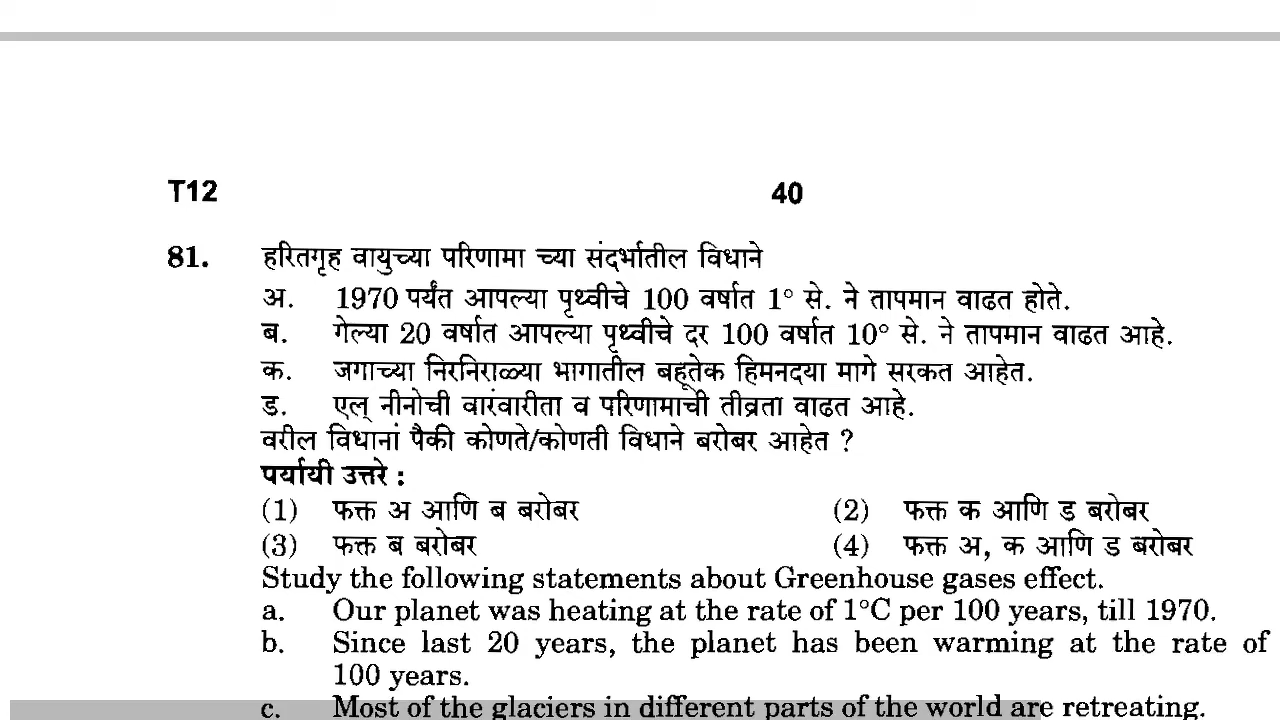 T12 40
81. हरितगृह वायुच्या परिणामा च्या संदर्भातील विधाने
अ. 1970 पर्यंत आपल्या पृथ्वीचे 100 वर्षात 1° से. ने तापमान वाढत होते.
ब. गेल्या 20 वर्षात आपल्या पृथ्वीचे दर 100 वर्षात 10° से. ने तापमान वाढत आहे.
क. जगाच्या निरनिराळ्या भागातील बहूतेक हिमनदया मागे सरकत आहेत.
ड. एल् नीनोची वारंवारीता व परिणामाची तीव्रता वाढत आहे.
वरील विधानां पैकी कोणते/कोणती विधाने बरोबर आहेत ?
पर्यायी उत्तरे :
(1) फक्त अ आणि ब बरोबर (2) फक्त क आणि ड बरोबर
(3) फक्त ब बरोबर (4) फक्त अ, क आणि ड बरोबर
Study the following statements about Greenhouse gases effect.
a. Our planet was heating at the rate of 1°C per 100 years, till 1970.
b. Since last 20 years, the planet has been warming at the rate of
100 years.
c. Most of the glaciers in different parts of the world are retreating.